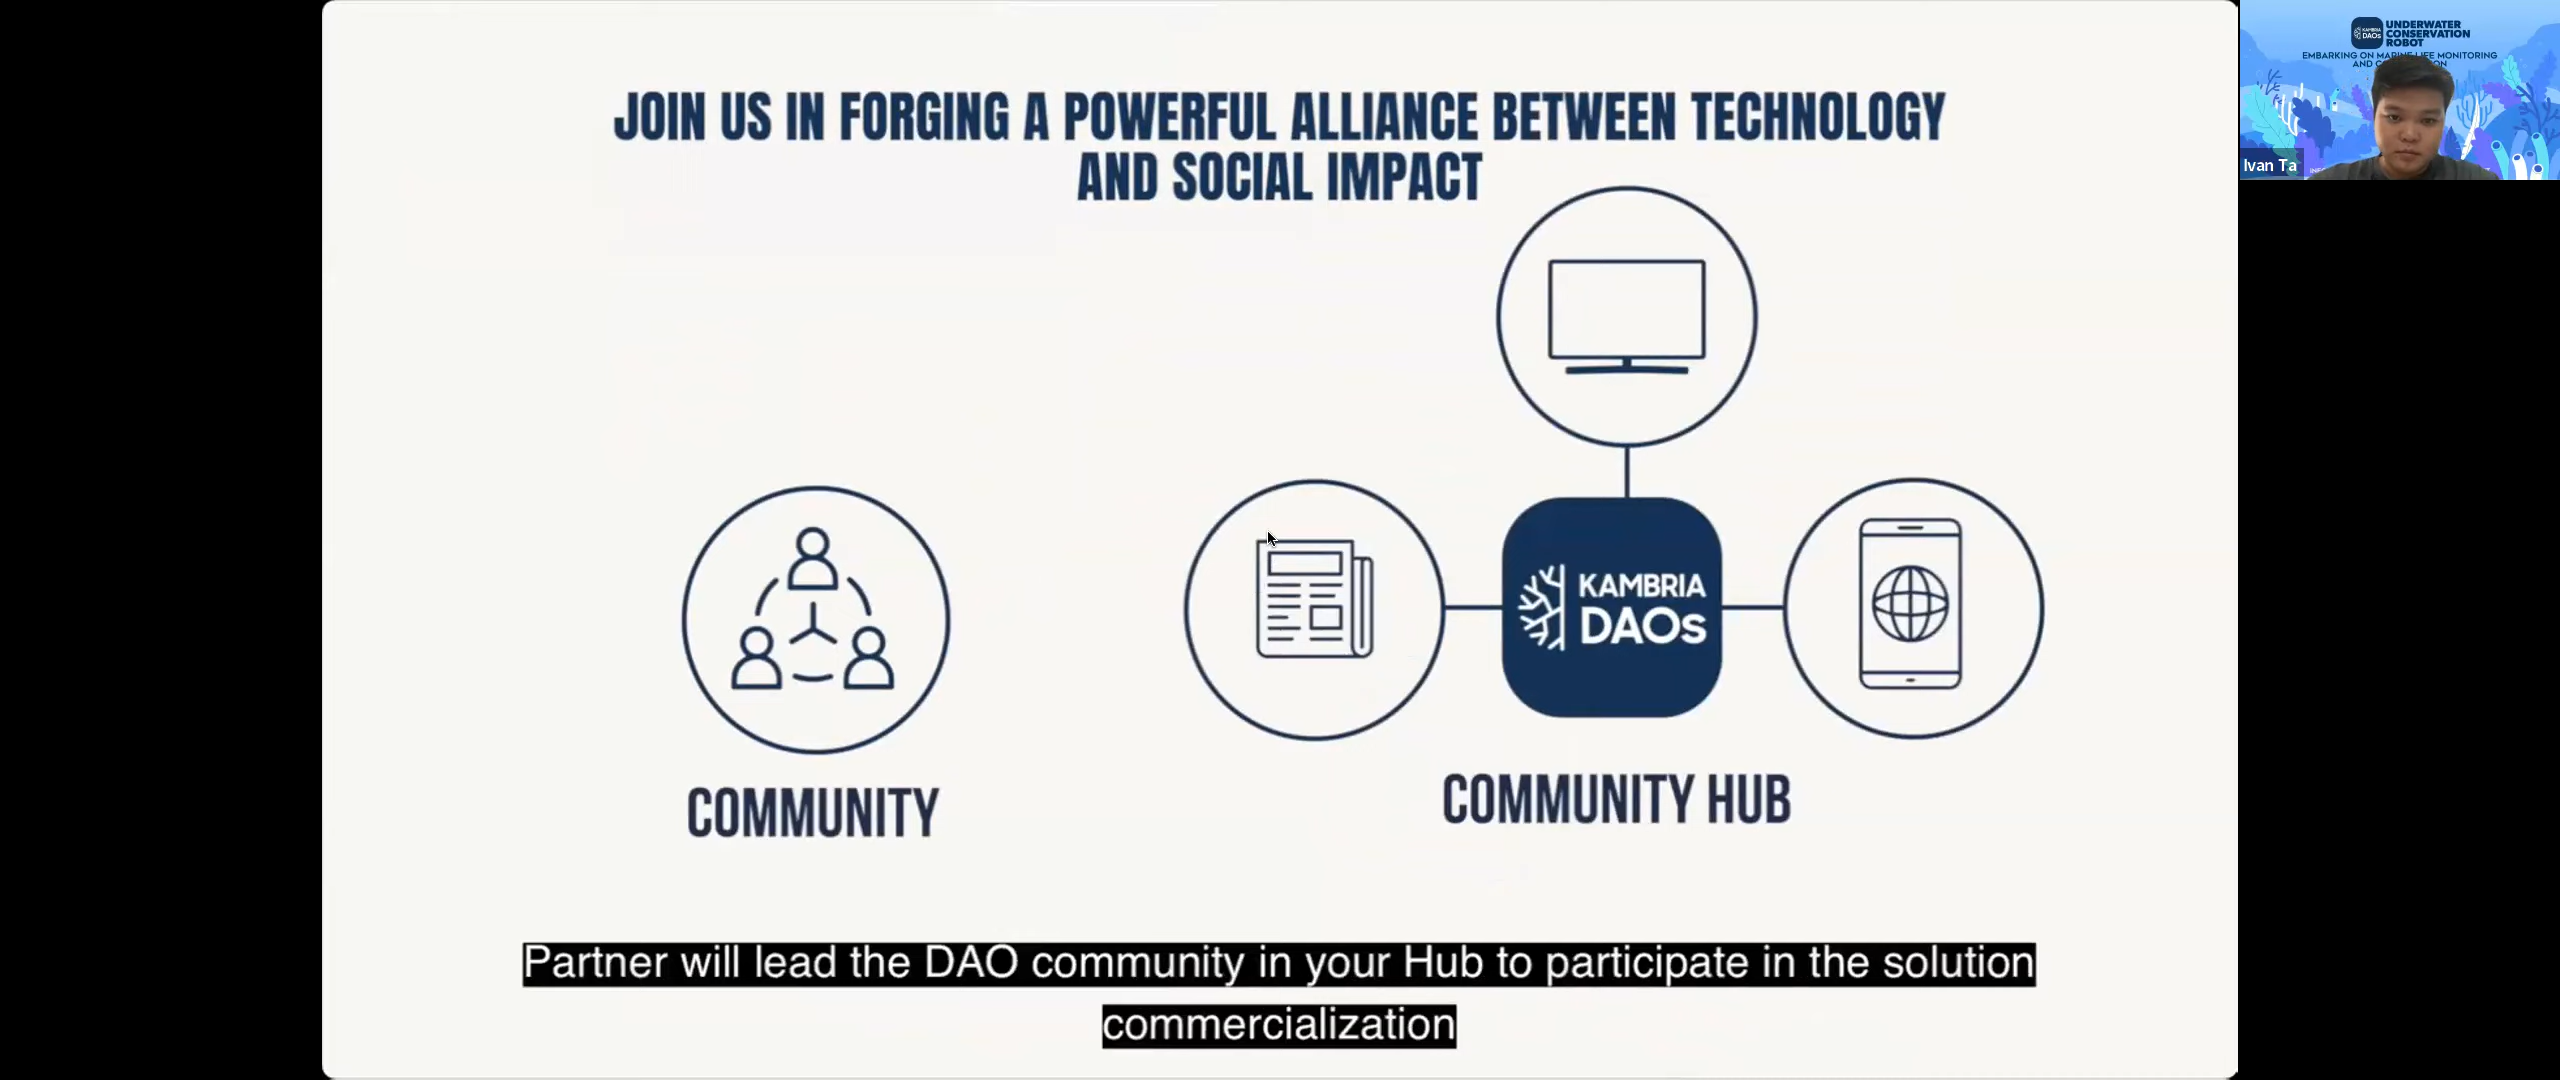 JOIN US IN FORGING A POWERFUL ALLIANCE BETWEEN TECHNOLOGY
AND SOCIAL IMPACT
KAMBRIA
DAOs
COMMUNITY
COMMUNITY HUB
Partner will lead the DAO community in your Hub to participate in the solution
commercialization
KAMBRIA
DAOs
UNDERWATER
CONSERVATION
ROBOT
EMBARKING ON MARINE LIFE MONITORING
AND
Ivan Ta